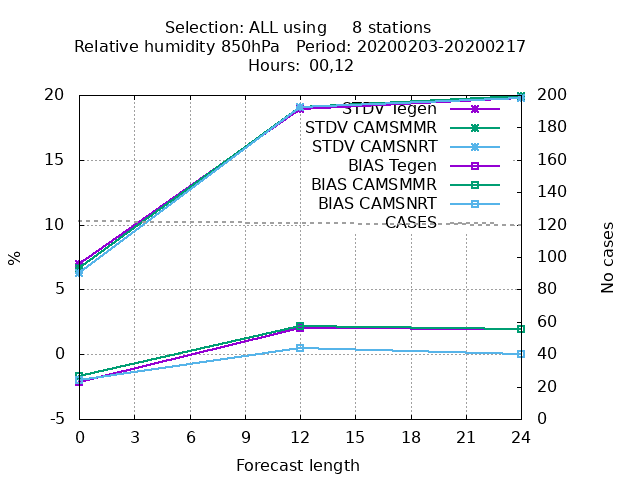 Selection: ALL using     8 stations
Relative humidity 850hPa   Period: 20200203-20200217
Hours: 00,12
20
15
10
5
0
-5
%
STDV Tegen
STDV CAMSMMR
STDV CAMSNRT
BIAS Tegen
BIAS CAMSMMR
BIAS CAMSNRT
CASES
200
180
160
140
120
100
80
60
40
20
0
No cases
0 3 6 9 12 15 18 21 24
Forecast length